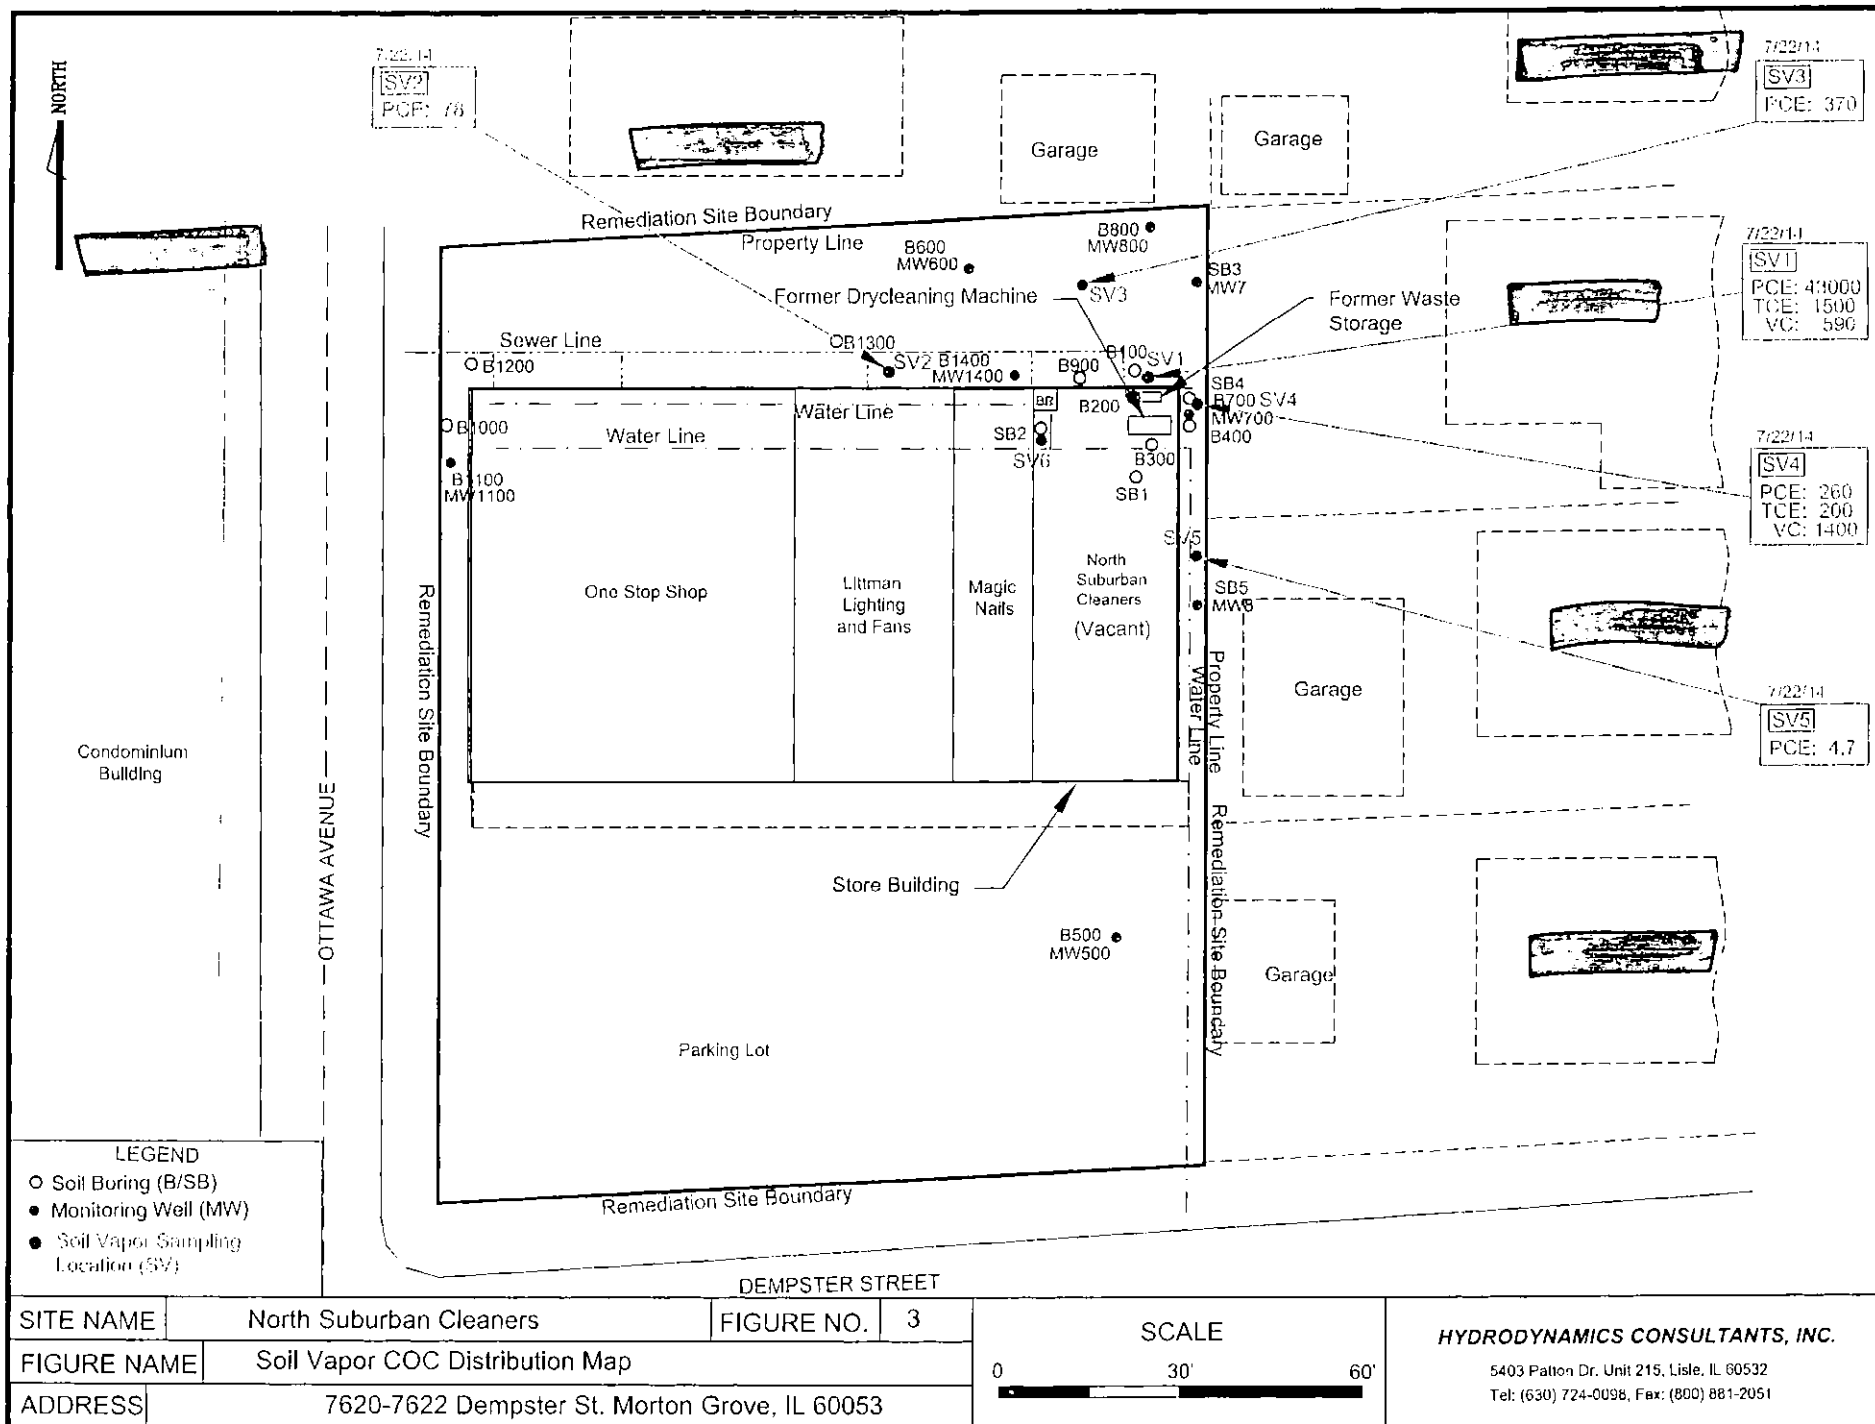 NORTH
7/22/14
SV2
PCE: 78
7/22/14
SV3
PCE: 370
Garage
Garage
Remediation Site Boundary
Property Line
B600
MW600
B800
MW800
SB3
MW7
SV3
Former Drycleaning Machine
Former Waste
Storage
7/22/14
SV1
PCE: 43000
TCE: 1500
VC: 590
Sewer Line
OB1300
B1200
SV2
B1400
MW1400
B900
B100
SV1
SB4
B700 SV4
MW700
B400
BR
B200
Water Line
Water Line
B1000
SB2
SV6
B300
SB1
B1100
MW1100
7/22/14
SV4
PCE: 260
TCE: 200
VC: 1400
SV5
SB5
MW8
One Stop Shop
Littman
Lighting
and Fans
Magic
Nails
North
Suburban
Cleaners
(Vacant)
Remediation Site Boundary
Property Line
Water Line
Garage
7/22/14
SV5
PCE: 4.7
Condominium
Building
OTTAWA AVENUE
Store Building
Remediation Site Boundary
B500
MW500
Garage
Parking Lot
Remediation Site Boundary
DEMPSTER STREET
LEGEND
Soil Boring (B/SB)
Monitoring Well (MW)
Soil Vapor Sampling
Location (SV)
SITE NAME North Suburban Cleaners FIGURE NO. 3
FIGURE NAME Soil Vapor COC Distribution Map
ADDRESS 7620-7622 Dempster St. Morton Grove, IL 60053
SCALE
0 30' 60'
HYDRODYNAMICS CONSULTANTS, INC.
5403 Patton Dr. Unit 215, Lisle, IL 60532
Tel: (630) 724-0098, Fax: (800) 881-2051